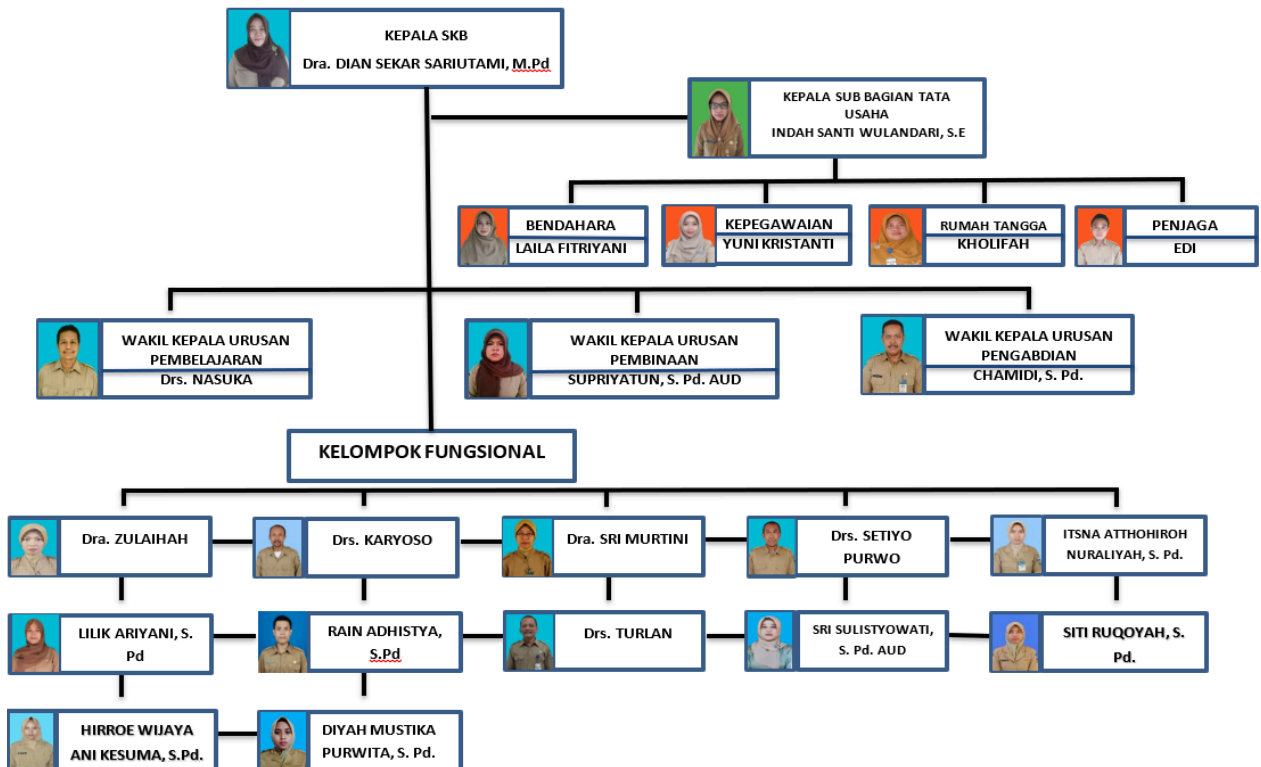 KEPALA SKB
Dra. DIAN SEKAR SARIUTAMI, M.Pd
KEPALA SUB BAGIAN TATA
USAHA
INDAH SANTI WULANDARI, S.E
BENDAHARA
LAILA FITRIYANI
KEPEGAWAIAN
YUNI KRISTANTI
RUMAH TANGGA
KHOLIFAH
PENJAGA
EDI
WAKIL KEPALA URUSAN
PEMBELAJARAN
Drs. NASUKA
WAKIL KEPALA URUSAN
PEMBINAAN
SUPRIYATUN, S. Pd. AUD
WAKIL KEPALA URUSAN
PENGABDIAN
CHAMIDI, S. Pd.
KELOMPOK FUNGSIONAL
Dra. ZULAIHAH
Drs. KARYOSO
Dra. SRI MURTINI
Drs. SETIYO
PURWO
ITSNA ATTHOHIROH
NURALIYAH, S. Pd.
LILIK ARIYANI, S.
Pd
RAIN ADHISTYA,
S.Pd
Drs. TURLAN
SRI SULISTYOWATI,
S. Pd. AUD
SITI RUQOYAH, S.
Pd.
HIRROE WIJAYA
ANI KESUMA, S.Pd.
DIYAH MUSTIKA
PURWITA, S. Pd.